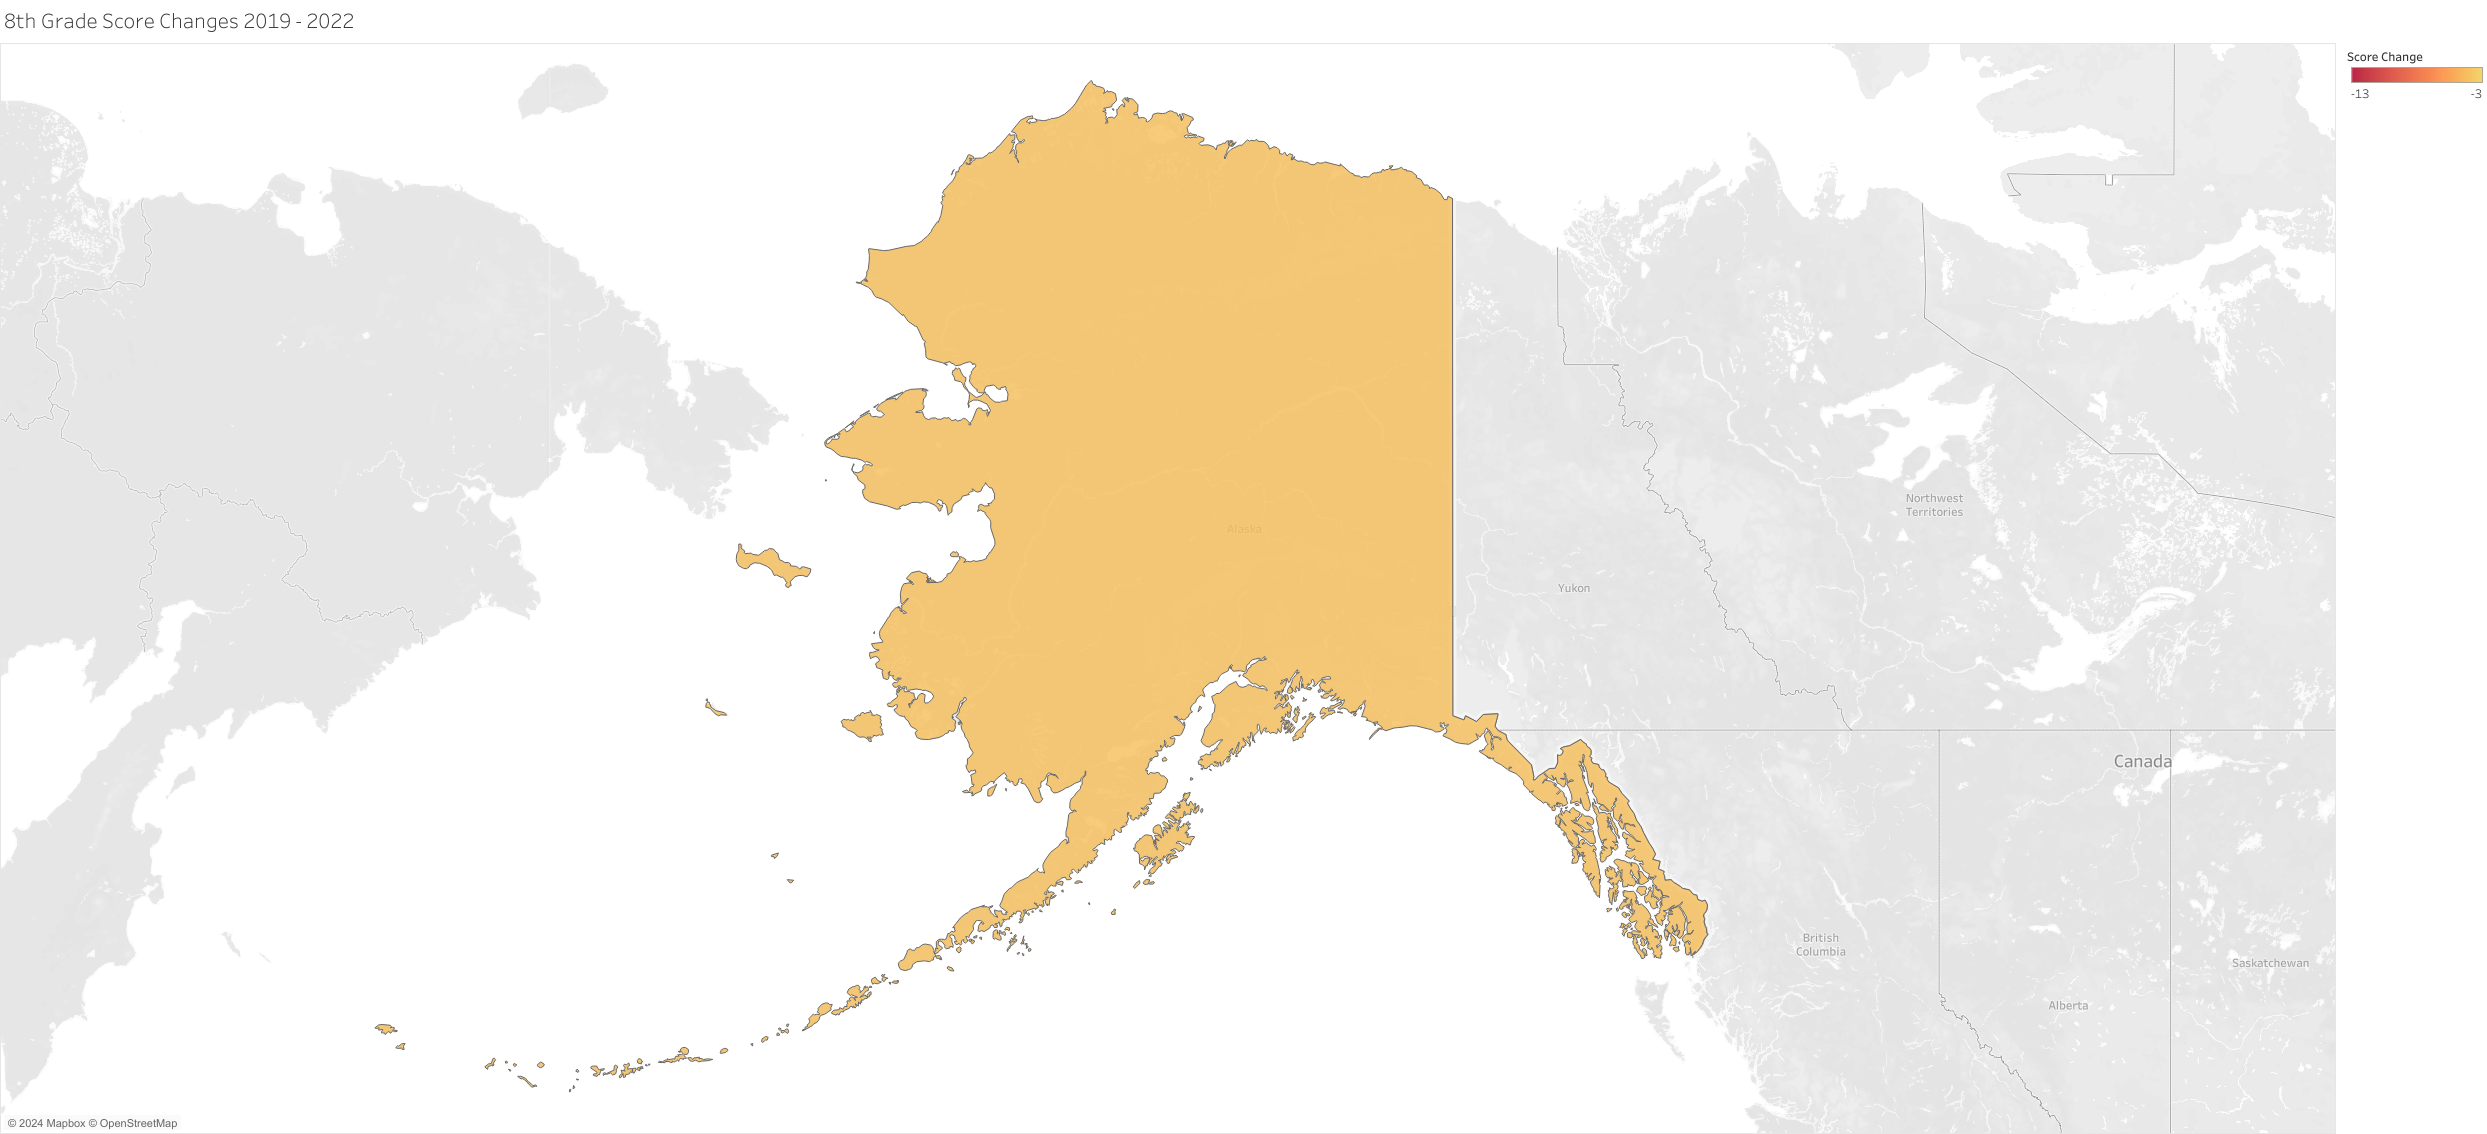 8th Grade Score Changes 2019 - 2022
Score Change
-13
-3
Northwest
Territories
Alaska
Yukon
Canada
British
Columbia
Saskatchewan
Alberta
© 2024 Mapbox © OpenStreetMap